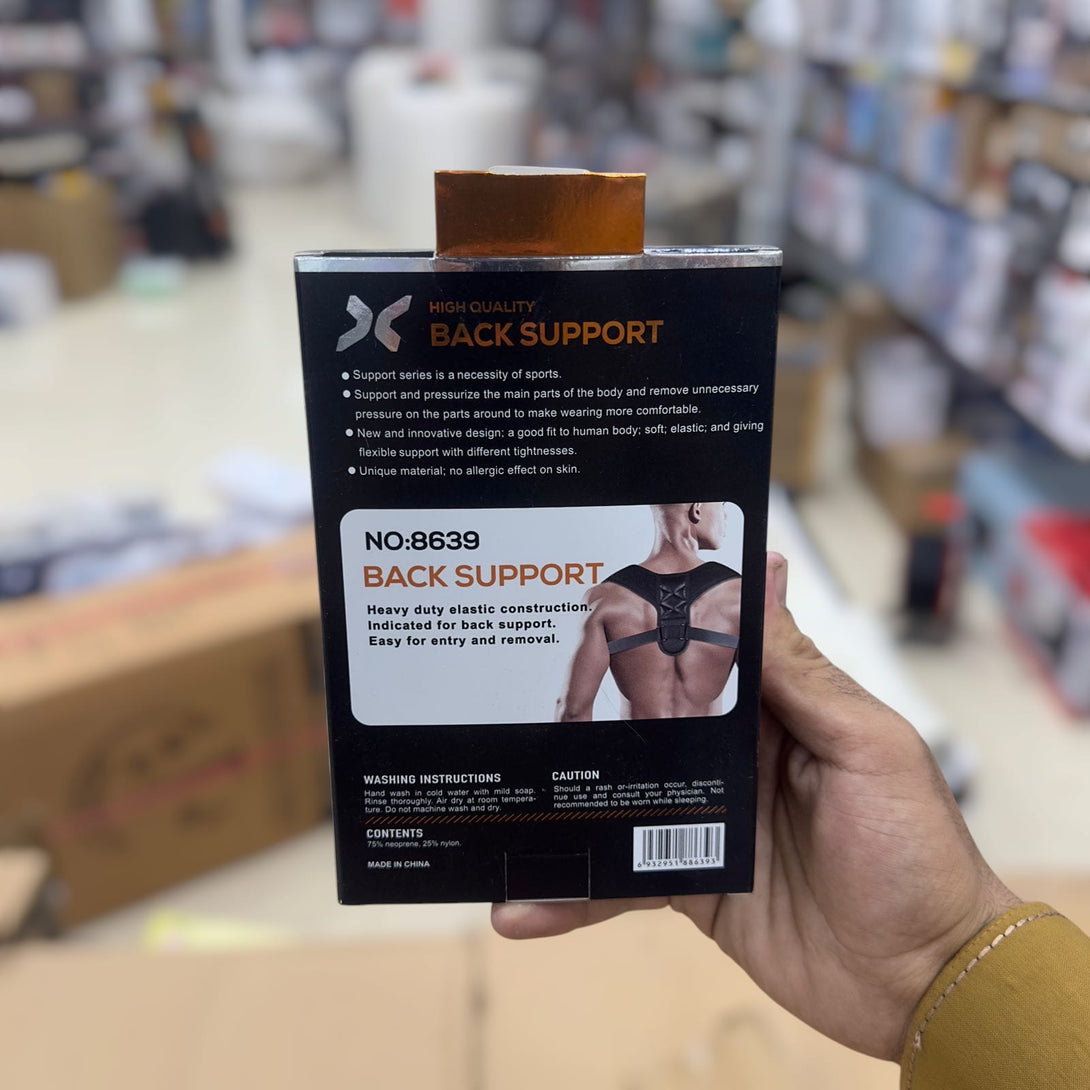 HIGH QUALITY
BACK SUPPORT
● Support series is a necessity of sports.
● Support and pressurize the main parts of the body and remove unnecessary
pressure on the parts around to make wearing more comfortable.
● New and innovative design; a good fit to human body; soft; elastic; and giving
flexible support with different tightnesses.
● Unique material; no allergic effect on skin.
NO:8639
BACK SUPPORT
Heavy duty elastic construction.
Indicated for back support.
Easy for entry and removal.
WASHING INSTRUCTIONS
Hand wash in cold water with mild soap.
Rinse thoroughly. Air dry at room tempera-
ture. Do not machine wash and dry.
CAUTION
Should a rash or-irritation occur, disconti-
nue use and consult your physician. Not
recommended to be worn while sleeping.
CONTENTS
75% neoprene, 25% nylon.
MADE IN CHINA
6 932951 886393